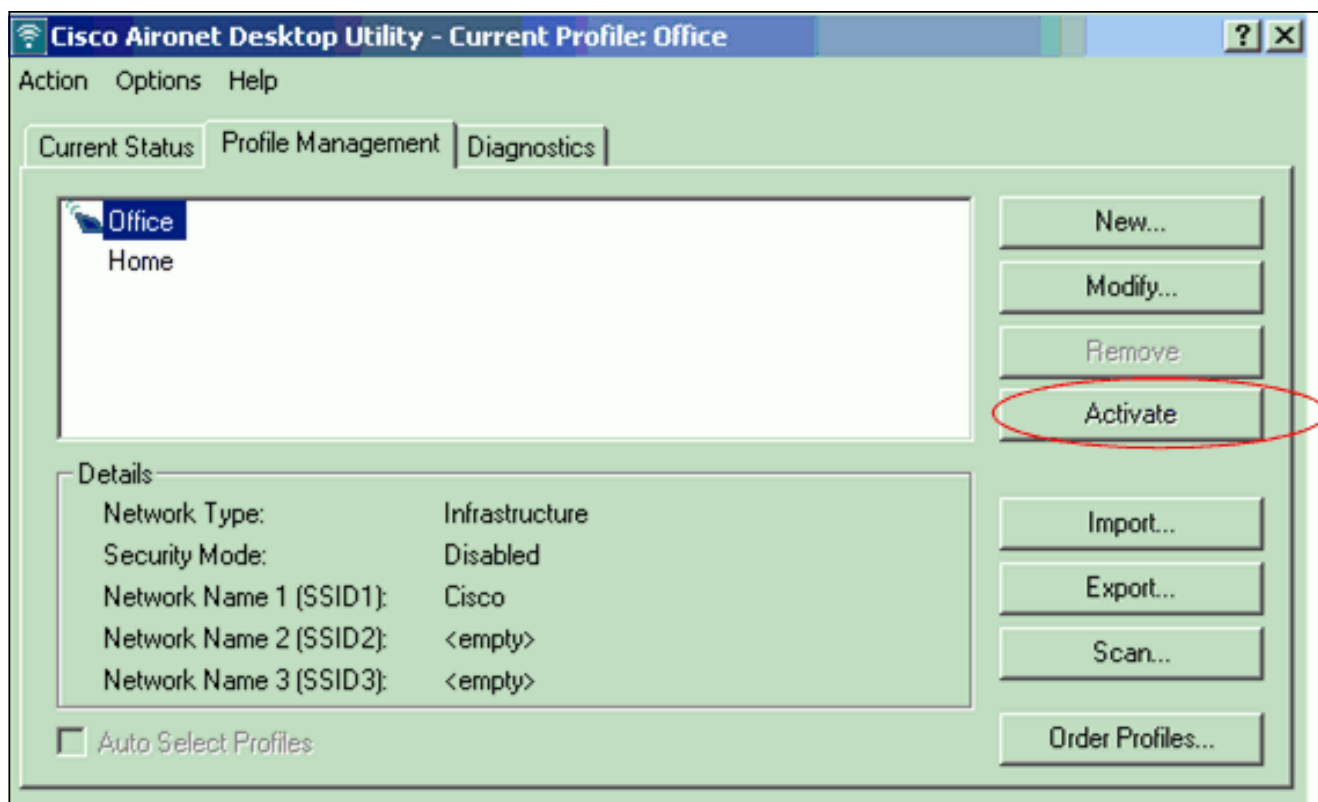 Cisco Aironet Desktop Utility - Current Profile: Office
Action Options Help
Current Status Profile Management Diagnostics
Office
Home
New...
Modify...
Remove
Activate
Details
Network Type: Infrastructure
Security Mode: Disabled
Network Name 1 (SSID1): Cisco
Network Name 2 (SSID2): <empty>
Network Name 3 (SSID3): <empty>
Import...
Export...
Scan...
Auto Select Profiles
Order Profiles...